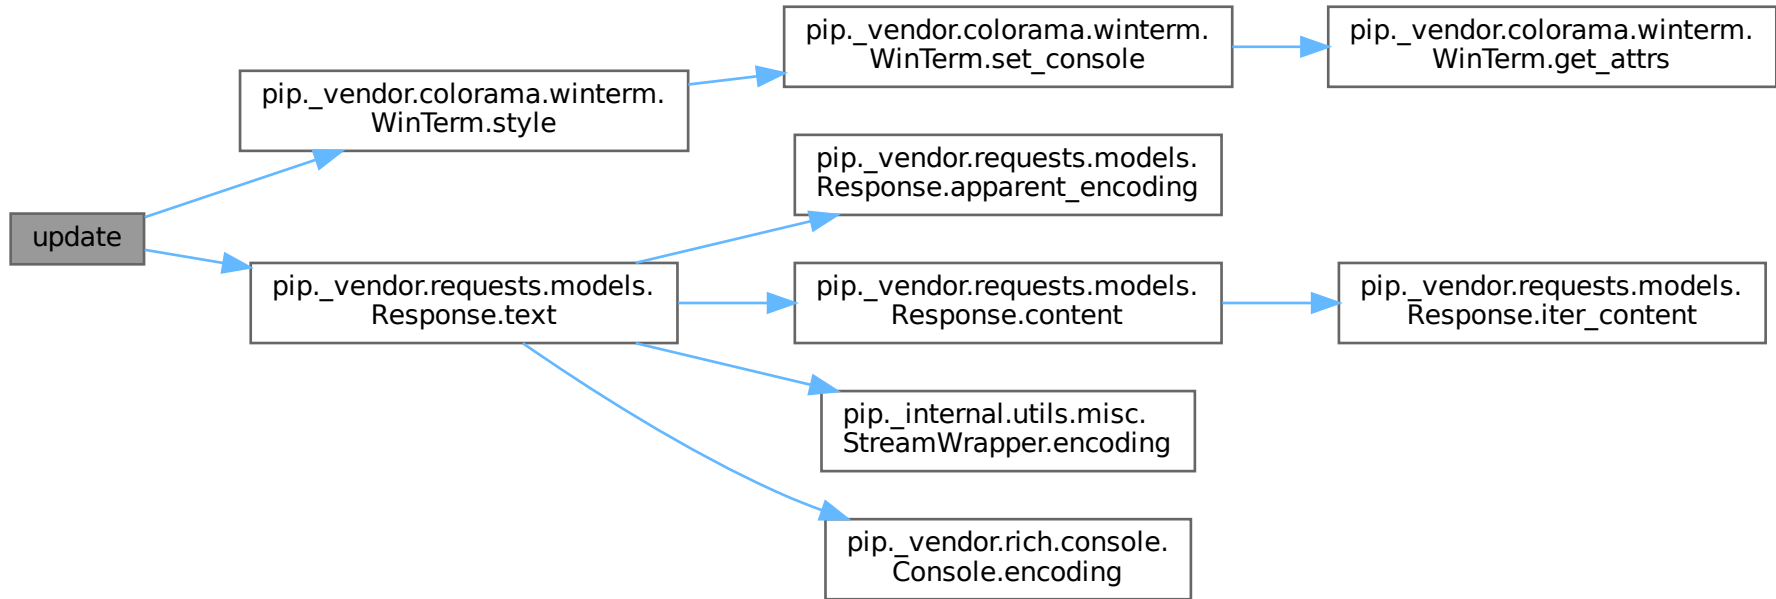 update
pip._vendor.colorama.winterm.
WinTerm.style
pip._vendor.colorama.winterm.
WinTerm.set_console
pip._vendor.colorama.winterm.
WinTerm.get_attrs
pip._vendor.requests.models.
Response.text
pip._vendor.requests.models.
Response.apparent_encoding
pip._vendor.requests.models.
Response.content
pip._vendor.requests.models.
Response.iter_content
pip._internal.utils.misc.
StreamWrapper.encoding
pip._vendor.rich.console.
Console.encoding